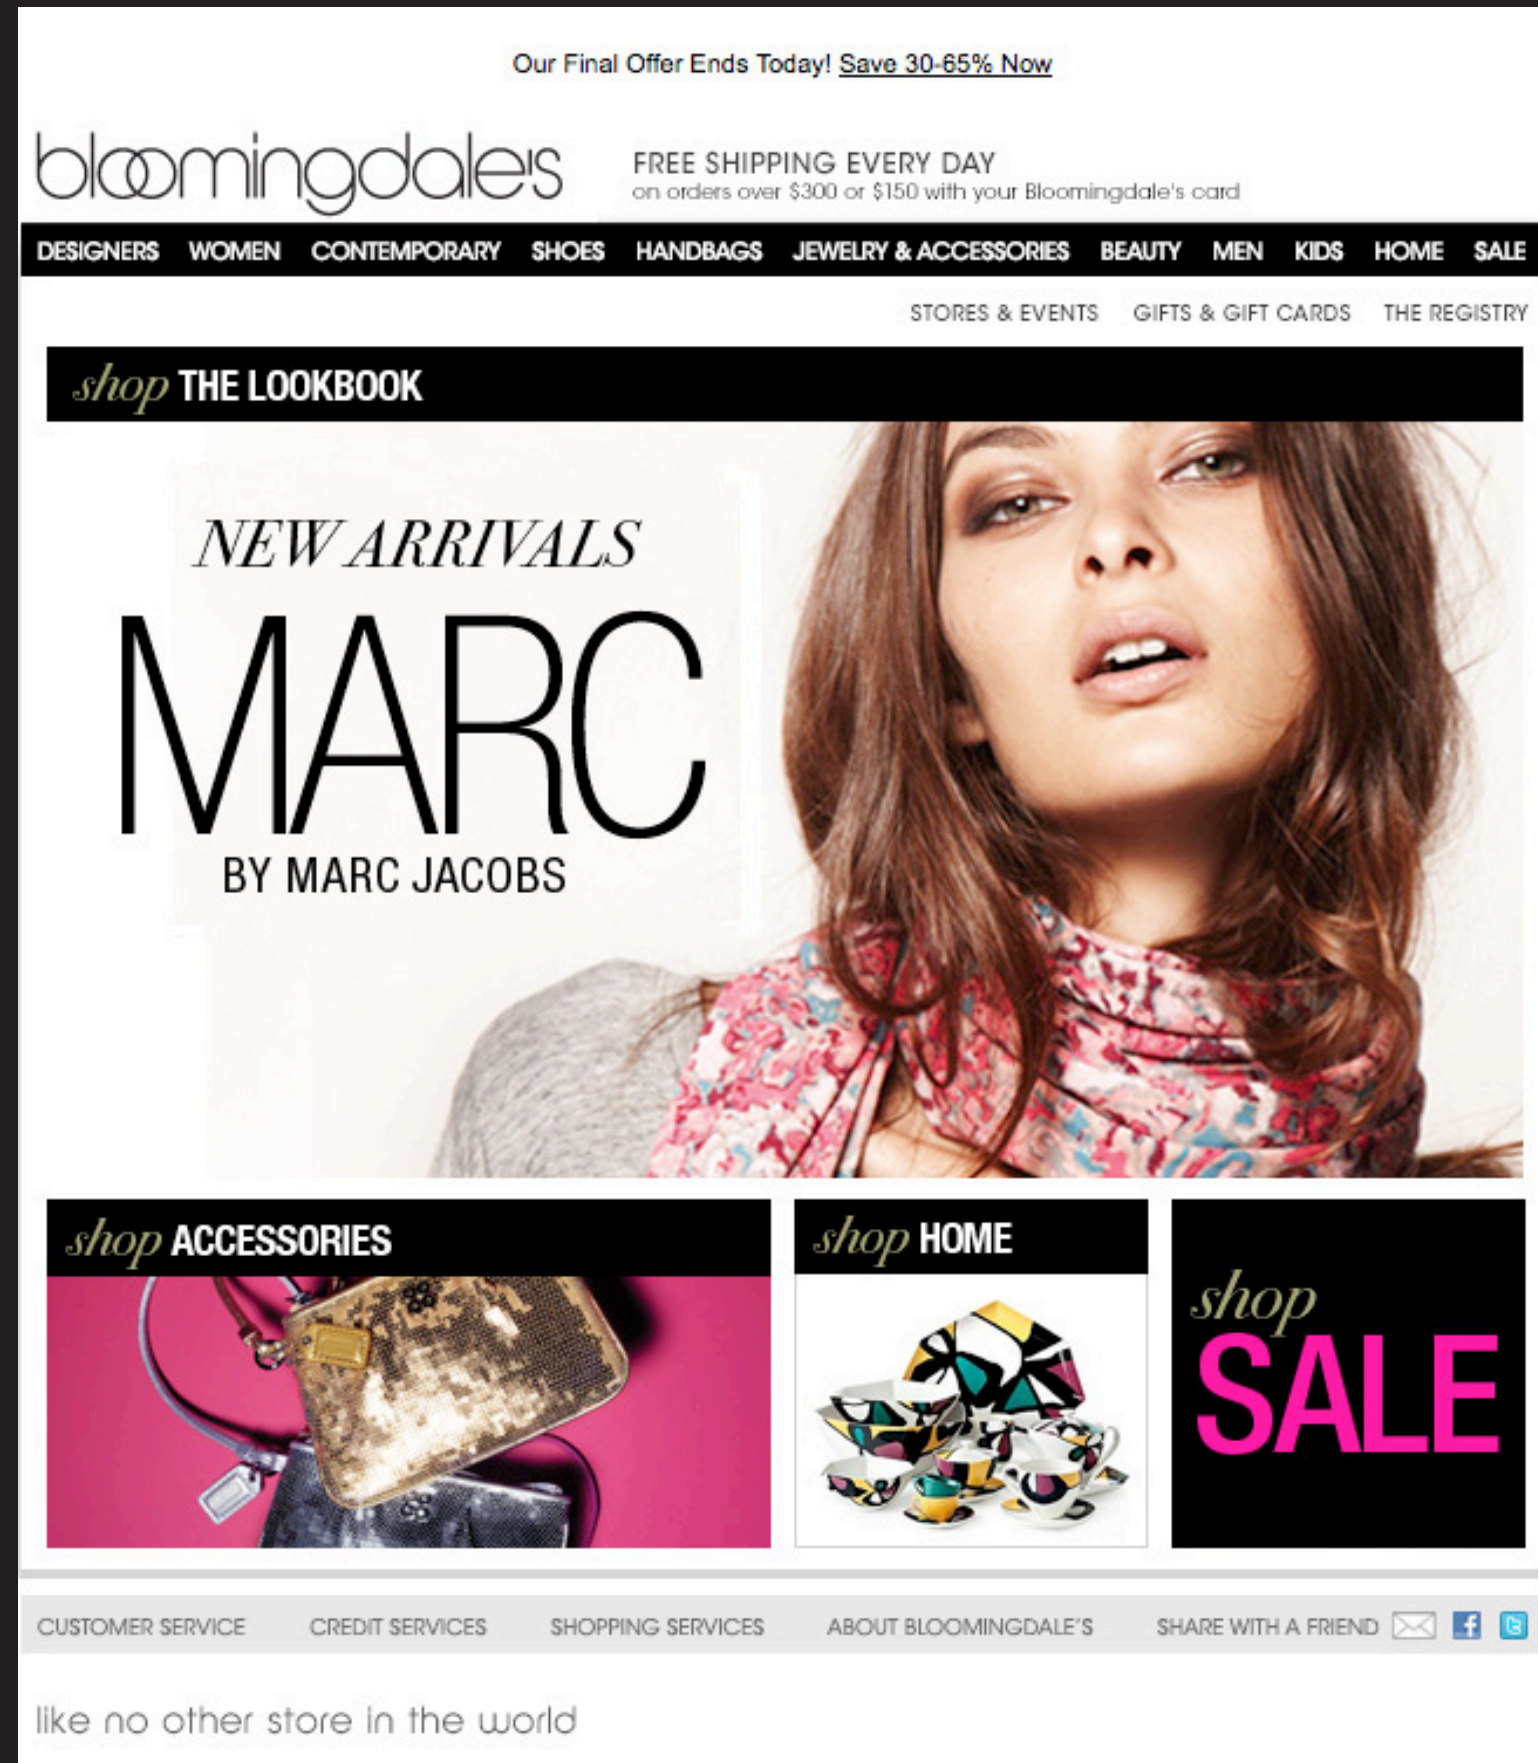 Our Final Offer Ends Today! Save 30-65% Now
bloomingdale's
FREE SHIPPING EVERY DAY
on orders over $300 or $150 with your Bloomingdale's card
DESIGNERS WOMEN CONTEMPORARY SHOES HANDBAGS JEWELRY & ACCESSORIES BEAUTY MEN KIDS HOME SALE
STORES & EVENTS GIFTS & GIFT CARDS THE REGISTRY
shop THE LOOKBOOK
NEW ARRIVALS
MARC
BY MARC JACOBS
shop ACCESSORIES
shop HOME
shop
SALE
CUSTOMER SERVICE CREDIT SERVICES SHOPPING SERVICES ABOUT BLOOMINGDALE'S SHARE WITH A FRIEND
like no other store in the world